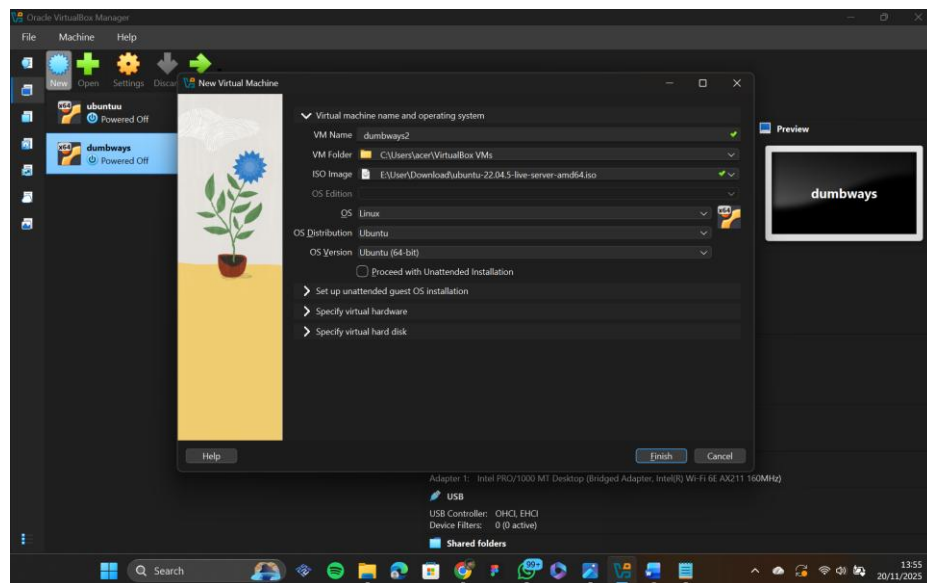 Oracle VirtualBox Manager
File Machine Help
New Open Settings
x64 ubuntuu
Powered Off
x64 dumbways
Powered Off
New Virtual Machine
Virtual machine name and operating system
VM Name dumbways2
VM Folder C:\Users\acer\VirtualBox VMs
ISO Image E:\User\Download\ubuntu-22.04.5-live-server-amd64.iso
OS Edition
OS Linux
x64
OS Distribution Ubuntu
OS Version Ubuntu (64-bit)
Proceed with Unattended Installation
Set up unattended guest OS installation
Specify virtual hardware
Specify virtual hard disk
Help Finish Cancel
Preview
dumbways
Adapter 1: Intel PRO/1000 MT Desktop (Bridged Adapter, Intel(R) Wi-Fi 6E AX211 160MHz)
USB
USB Controller: OHCI, EHCI
Device Filters: 0 (0 active)
Shared folders
Search
99+
13:55
20/11/2025